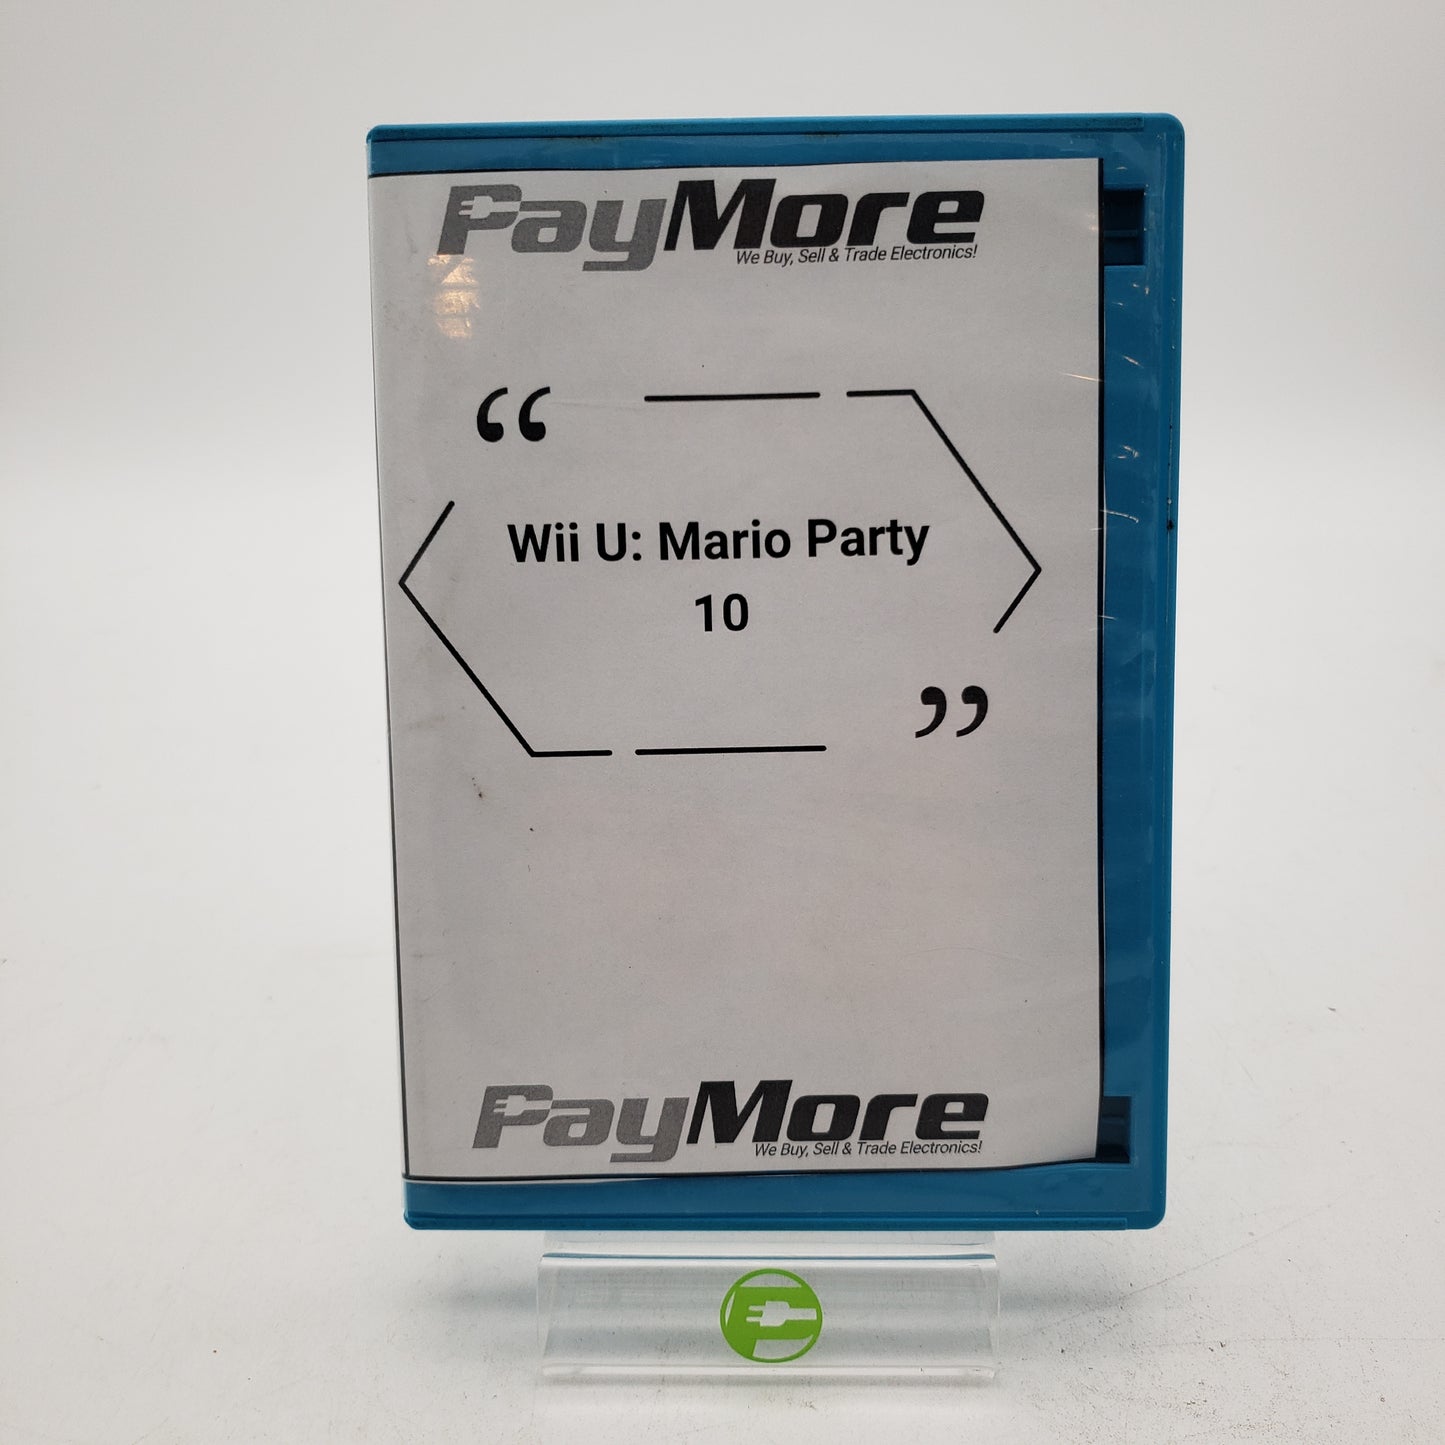 PayMore
We Buy, Sell & Trade Electronics!
“
Wii U: Mario Party
10
”
PayMore
We Buy, Sell & Trade Electronics!